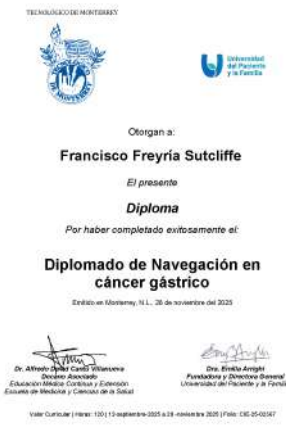 TECNOLÓGICO DE MONTERREY
Universidad
del Paciente
y la Familia
Otorgan a:
Francisco Freyría Sutcliffe
El presente
Diploma
Por haber completado exitosamente el:
Diplomado de Navegación en
cáncer gástrico
Emitido en Monterrey, N.L., 28 de noviembre del 2025
Dr. Alfredo Cantú Villanueva
Decano Asociado
Educación Médica Continua y Extensión
Escuela de Medicina y Ciencias de la Salud
Dra. Emilia Arrighi
Fundadora y Directora General
Universidad del Paciente y la Familia
Valor Curricular | Horas: 120 | 13-septiembre-2025 a 28 -noviembre 2025 | Folio: